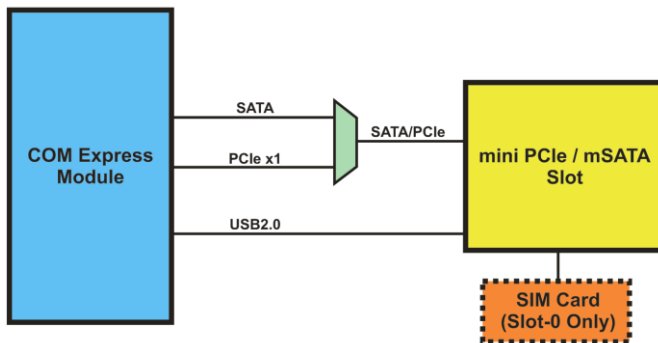 COM Express
Module
SATA
PCIe x1
USB2.0
SATA/PCIe
mini PCIe / mSATA
Slot
SIM Card
(Slot-0 Only)